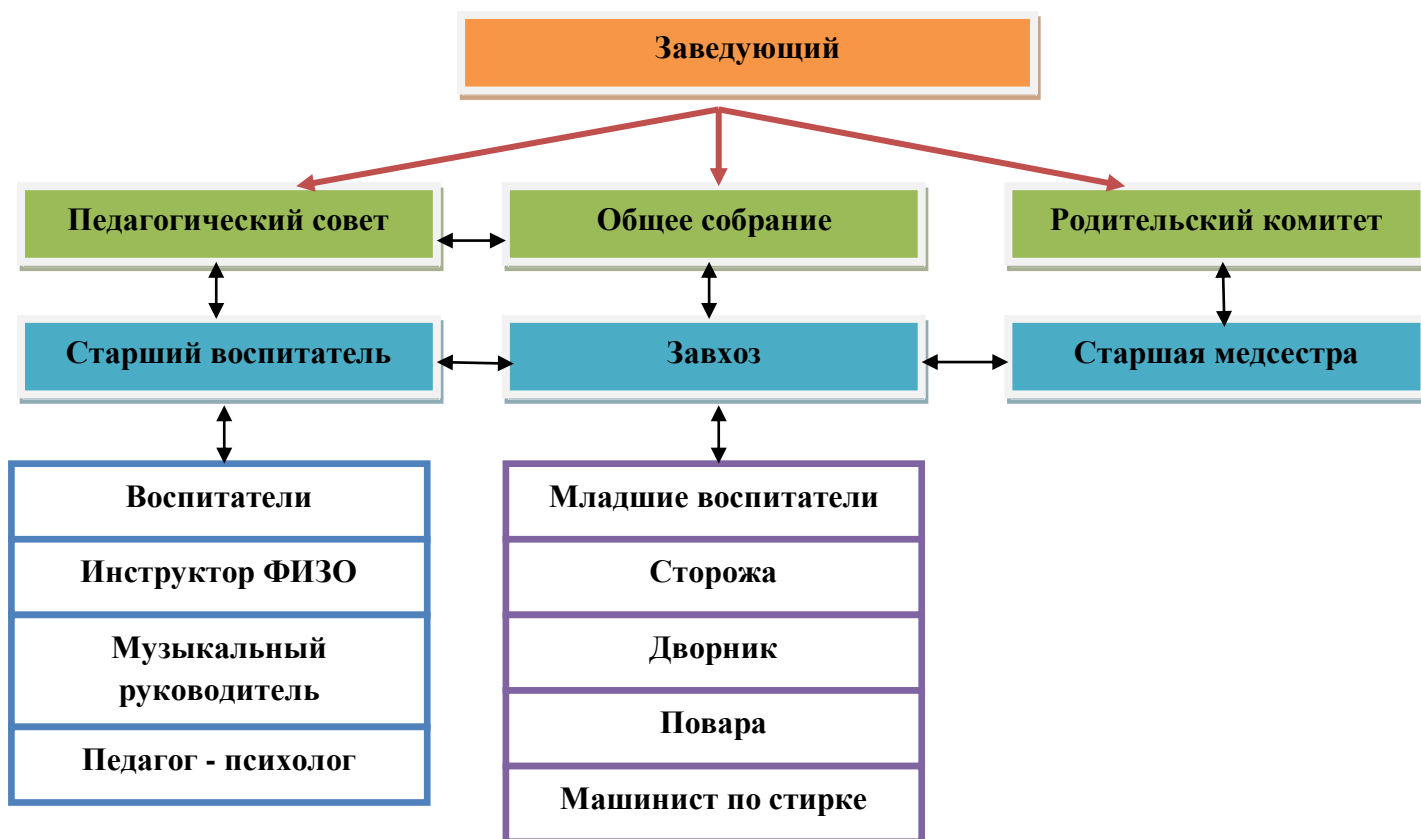 Заведующий
Педагогический совет
Общее собрание
Родительский комитет
Старший воспитатель
Завхоз
Старшая медсестра
Воспитатели
Инструктор ФИЗО
Музыкальный
руководитель
Педагог - психолог
Младшие воспитатели
Сторожа
Дворник
Повара
Машинист по стирке